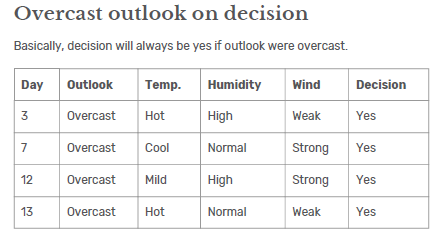 Overcast outlook on decision
Basically, decision will always be yes if outlook were overcast.
Day Outlook Temp. Humidity Wind Decision
3 Overcast Hot High Weak Yes
7 Overcast Cool Normal Strong Yes
12 Overcast Mild High Strong Yes
13 Overcast Hot Normal Weak Yes